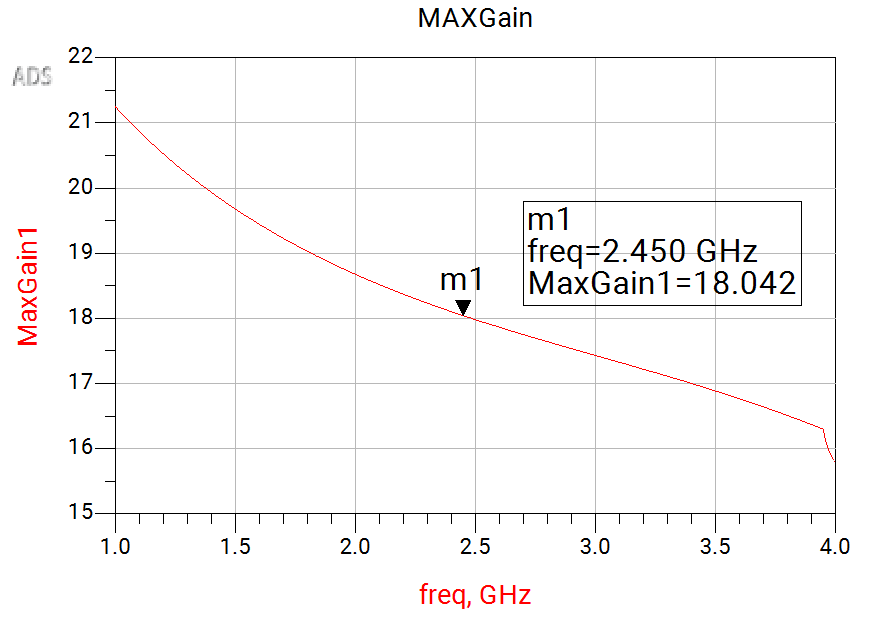 MAXGain
ADS
22
21
20
19
18
17
16
15
MaxGain1
m1
m1
freq=2.450 GHz
MaxGain1=18.042
1.0 1.5 2.0 2.5 3.0 3.5 4.0
freq, GHz